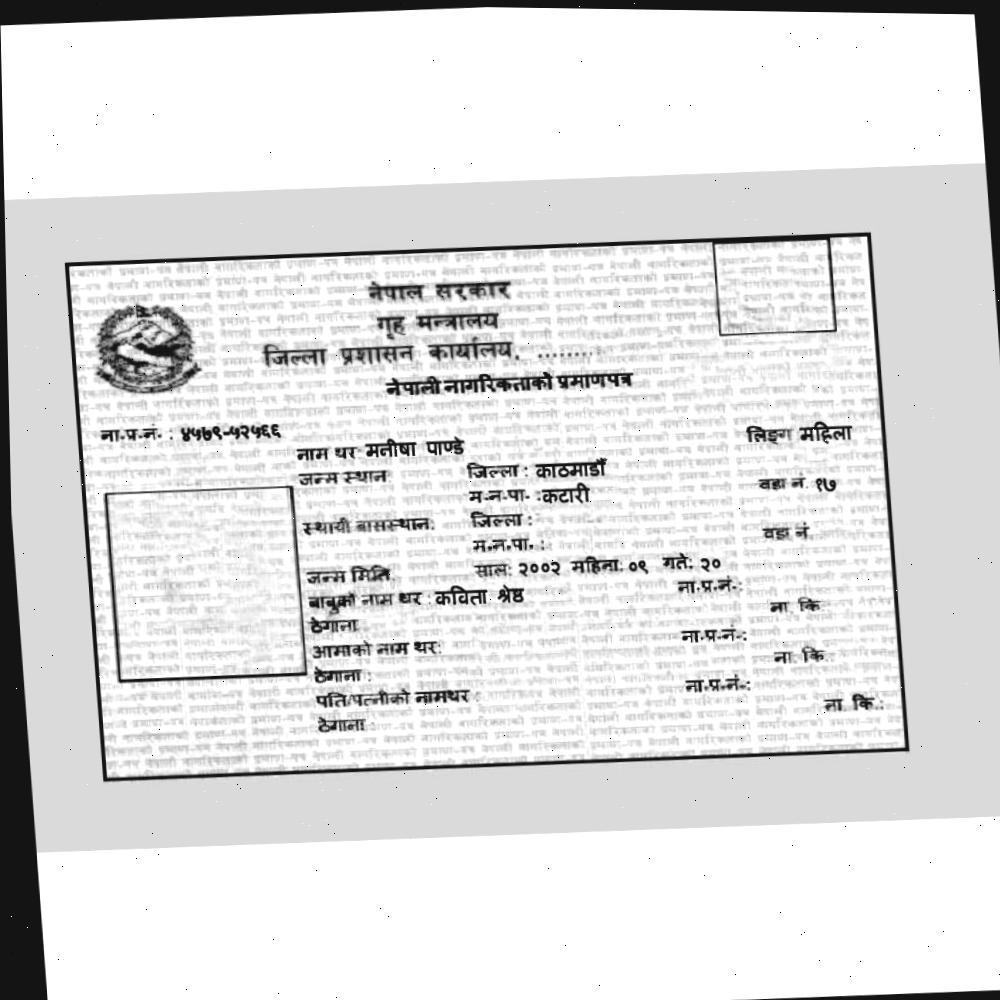 नेपाल सरकार
गृह मन्त्रालय
जिल्ला प्रशासन कार्यालय, ........
नेपाली नागरिकताको प्रमाणपत्र
ना.प्र.नं. : ४५७९-५२५६६
नाम थर मनीषा पाण्डे लिङ्ग महिला
जन्म स्थान जिल्ला : काठमाडौँ
म.न.पा. :कटारी वडा नं. १७
स्थायी बासस्थान: जिल्ला :
म.न.पा. : वडा नं.
जन्म मिति: साल: २००२ महिना: ०९ गते: २०
बाबुको नाम थर : कविता श्रेष्ठ ना.प्र.नं.:
ठेगाना ना. कि.
आमाको नाम थर: ना.प्र.नं.:
ठेगाना : ना. कि.:
पति/पत्नीको नामथर : ना.प्र.नं.:
ठेगाना : ना. कि.: